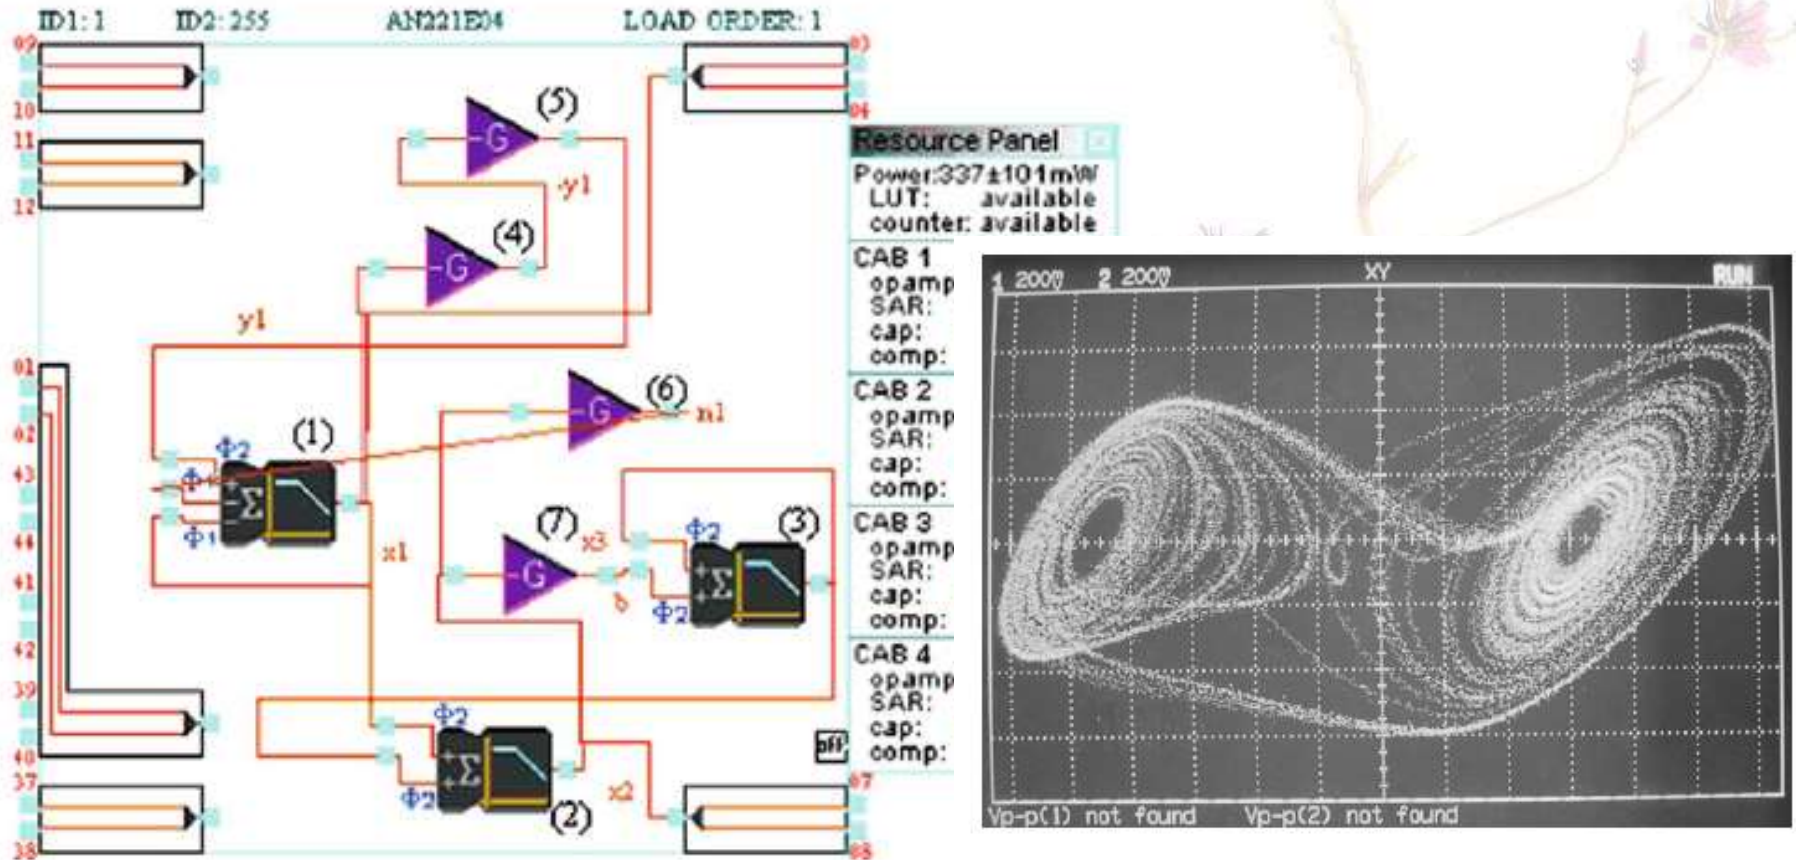 ID1: 1 ID2: 255 AN221E04 LOAD ORDER: 1
09
10
11
12
01
02
43
44
41
42
39
40
37
38
03
04
07
08
(5)
-G
-y1
(4)
-G
y1
(6)
-G
n1
(1)
Φ2
Σ
Φ1
x1
(7)
-G
x3
b
(3)
Φ2
Σ
Φ2
Φ2
Σ
Φ2
x2
(2)
off
Resource Panel
Power:337±101mW
LUT: available
counter: available
CAB 1
opamp
SAR:
cap:
comp:
CAB 2
opamp
SAR:
cap:
comp:
CAB 3
opamp
SAR:
cap:
comp:
CAB 4
opamp
SAR:
cap:
comp:
1 200V 2 200V XY RUN
Vp-p(1) not found Vp-p(2) not found